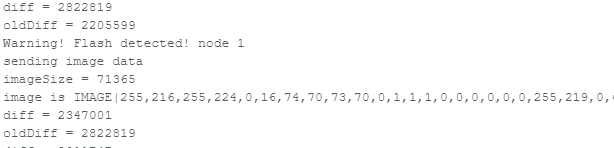 diff = 2822819
oldDiff = 2205599
Warning! Flash detected! node 1
sending image data
imageSize = 71365
image is IMAGE|255,216,255,224,0,16,74,70,73,70,0,1,1,1,0,0,0,0,0,0,255,219,0,
diff = 2347001
oldDiff = 2822819